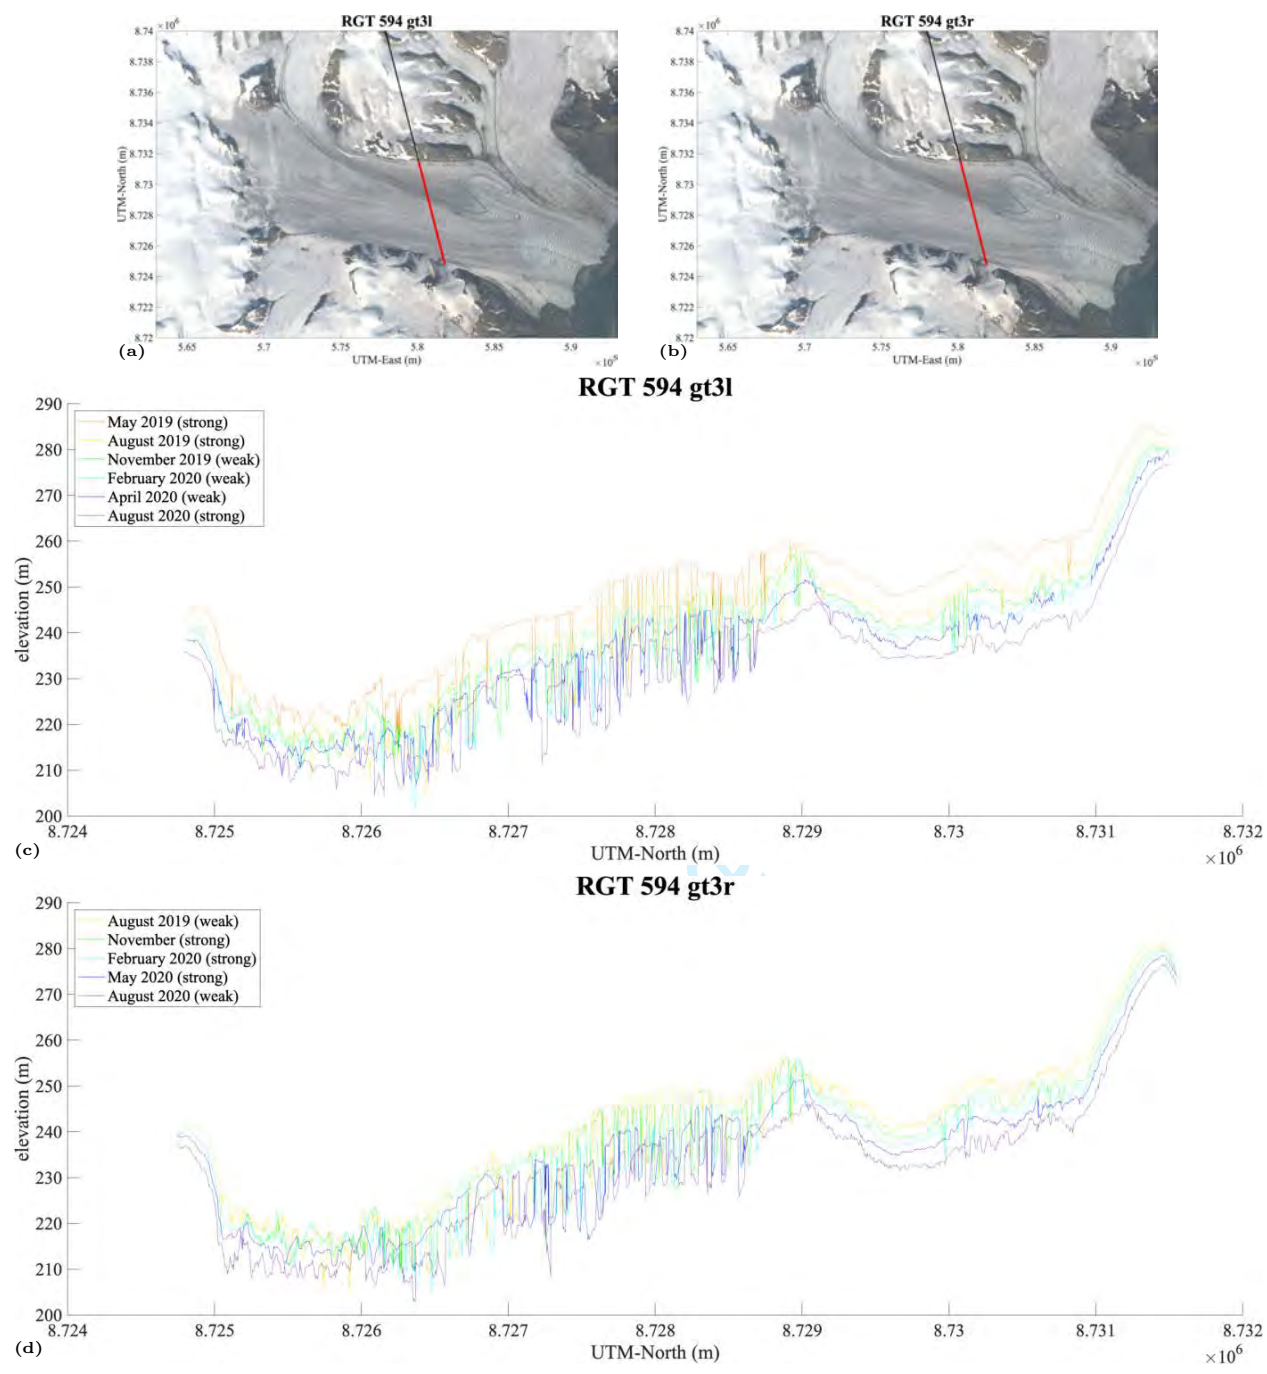 RGT 594 gt3l
×10⁶
8.74
8.738
8.736
8.734
8.732
8.73
8.728
8.726
8.724
8.722
8.72
UTM-North (m)
5.65 5.7 5.75 5.8 5.85 5.9
UTM-East (m)
×10⁵
(a)
RGT 594 gt3r
×10⁶
8.74
8.738
8.736
8.734
8.732
8.73
8.728
8.726
8.724
8.722
8.72
UTM-North (m)
5.65 5.7 5.75 5.8 5.85 5.9
UTM-East (m)
×10⁵
(b)
RGT 594 gt3l
May 2019 (strong)
August 2019 (strong)
November 2019 (weak)
February 2020 (weak)
April 2020 (weak)
August 2020 (strong)
290
280
270
260
250
240
230
220
210
200
elevation (m)
8.724 8.725 8.726 8.727 8.728 8.729 8.73 8.731 8.732
UTM-North (m)
×10⁶
(c)
RGT 594 gt3r
August 2019 (weak)
November (strong)
February 2020 (strong)
May 2020 (strong)
August 2020 (weak)
290
280
270
260
250
240
230
220
210
200
elevation (m)
8.724 8.725 8.726 8.727 8.728 8.729 8.73 8.731 8.732
UTM-North (m)
×10⁶
(d)